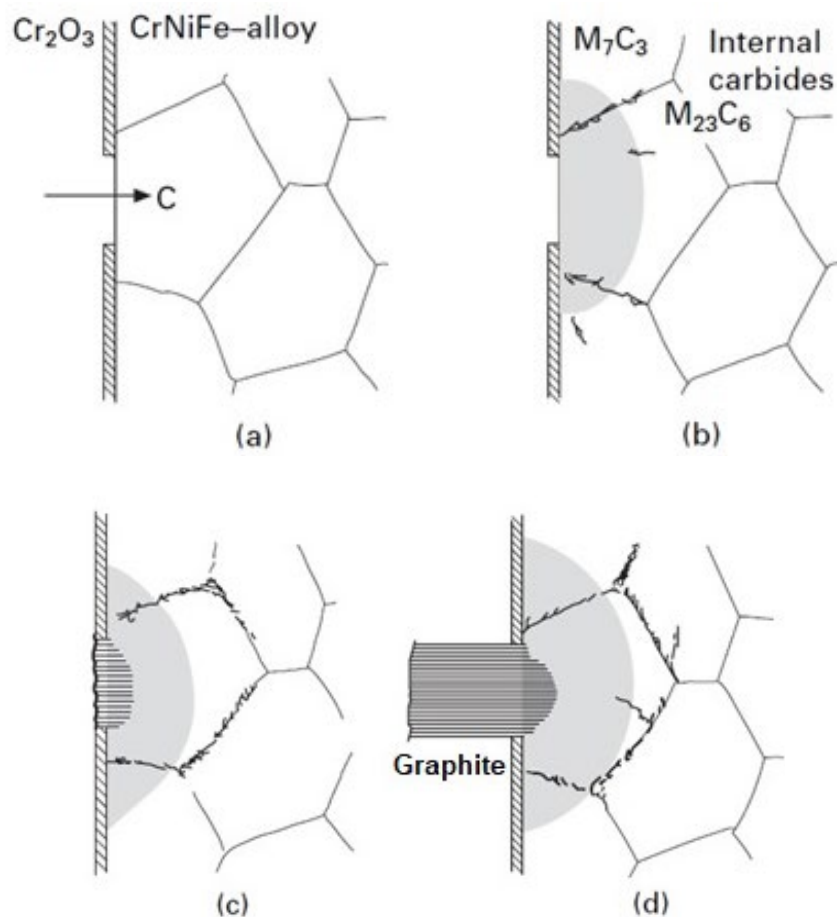 Cr₂O₃ CrNiFe–alloy
C
(a)
M₇C₃ Internal
carbides
M₂₃C₆
(b)
(c)
Graphite
(d)